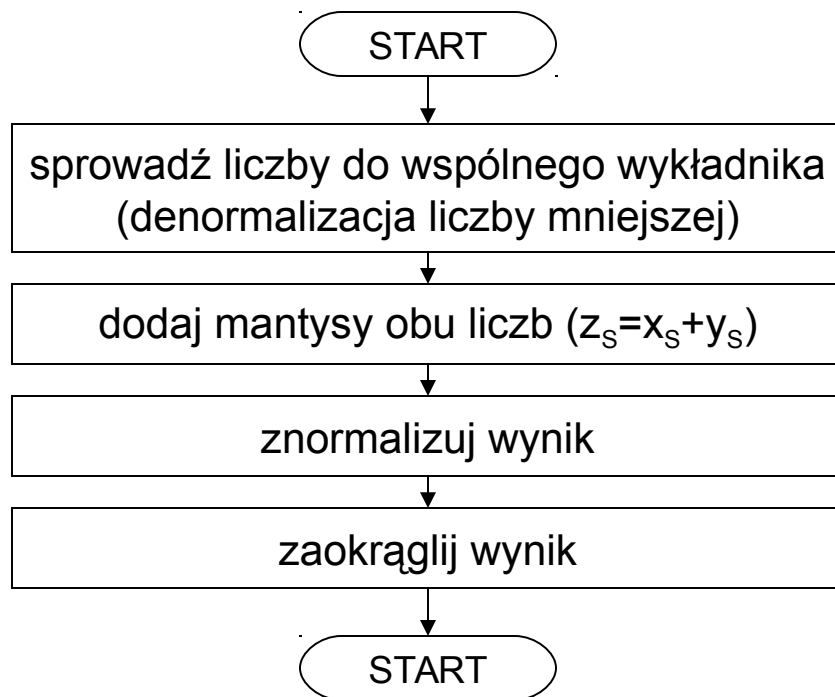 START
sprowadź liczby do wspólnego wykładnika
(denormalizacja liczby mniejszej)
dodaj mantysy obu liczb (zₛ=xₛ+yₛ)
znormalizuj wynik
zaokrąglij wynik
START